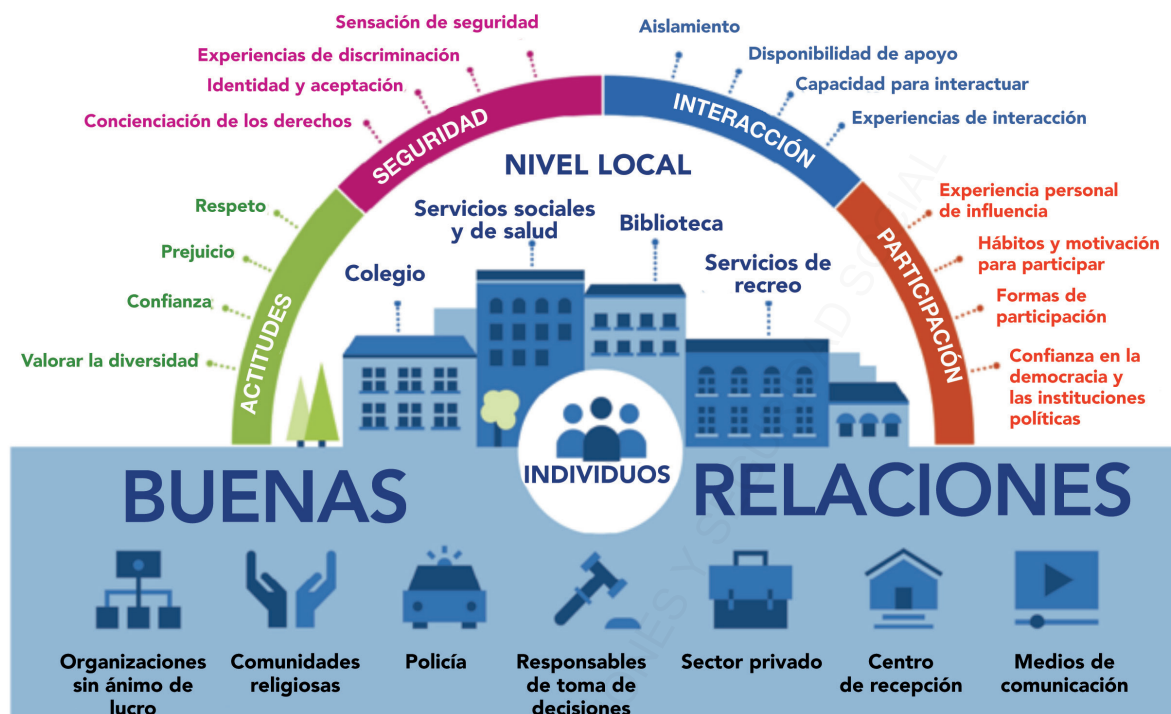 Sensación de seguridad
Experiencias de discriminación
Identidad y aceptación
Concienciación de los derechos
SEGURIDAD
Aislamiento
Disponibilidad de apoyo
Capacidad para interactuar
Experiencias de interacción
INTERACCIÓN
Respeto
Prejuicio
Confianza
Valorar la diversidad
ACTITUDES
NIVEL LOCAL
Colegio
Servicios sociales
y de salud
Biblioteca
Servicios de
recreo
PARTICIPACIÓN
Experiencia personal
de influencia
Hábitos y motivación
para participar
Formas de
participación
Confianza en la
democracia y
las instituciones
políticas
INDIVIDUOS
BUENAS
RELACIONES
Organizaciones
sin ánimo de
lucro
Comunidades
religiosas
Policía
Responsables
de toma de
decisiones
Sector privado
Centro
de recepción
Medios de
comunicación